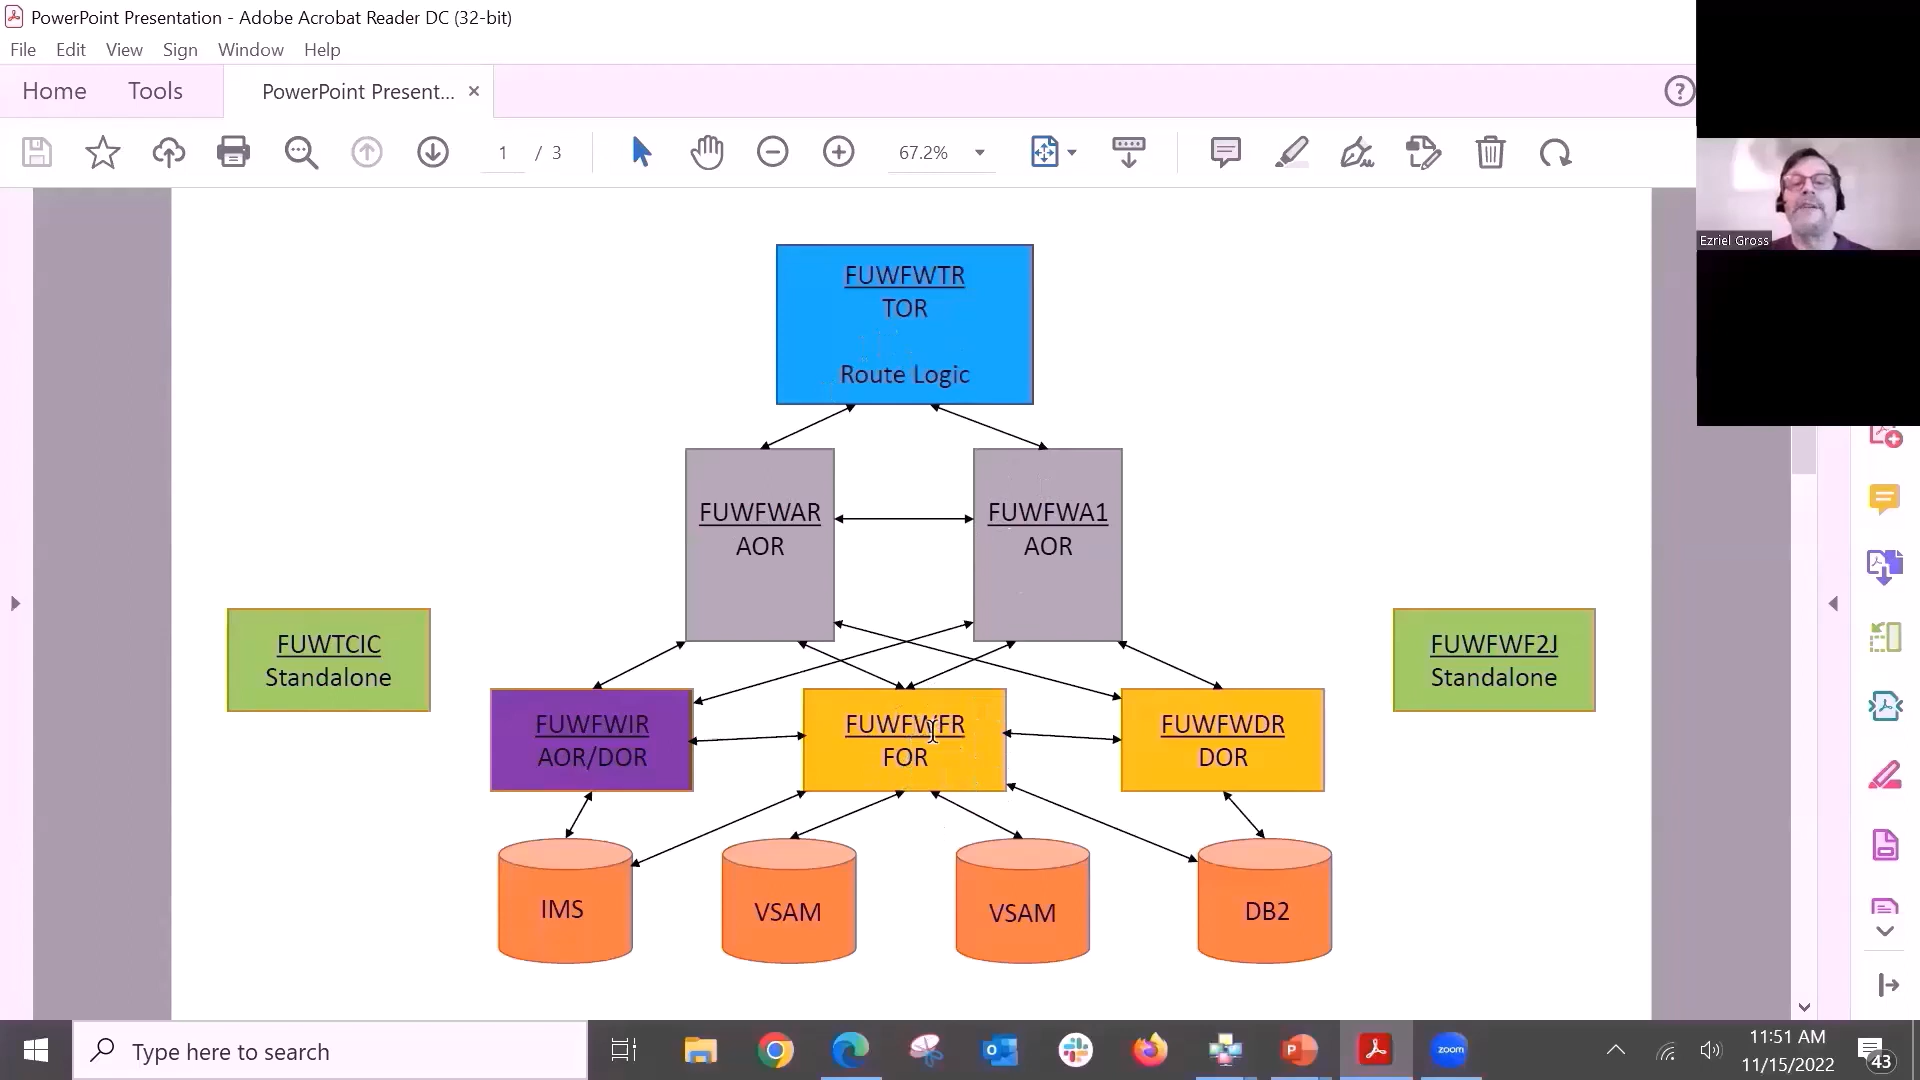 PowerPoint Presentation - Adobe Acrobat Reader DC (32-bit)
File Edit View Sign Window Help
Home Tools PowerPoint Present... ×
?
1 / 3 67.2%
Ezriel Gross
FUWFWTR
TOR
Route Logic
FUWFWAR
AOR
FUWFWA1
AOR
FUWTCIC
Standalone
FUWFWF2J
Standalone
FUWFWIR
AOR/DOR
FUWFWFR
FOR
FUWFWDR
DOR
IMS
VSAM
VSAM
DB2
Type here to search
zoom
11:51 AM
11/15/2022
43